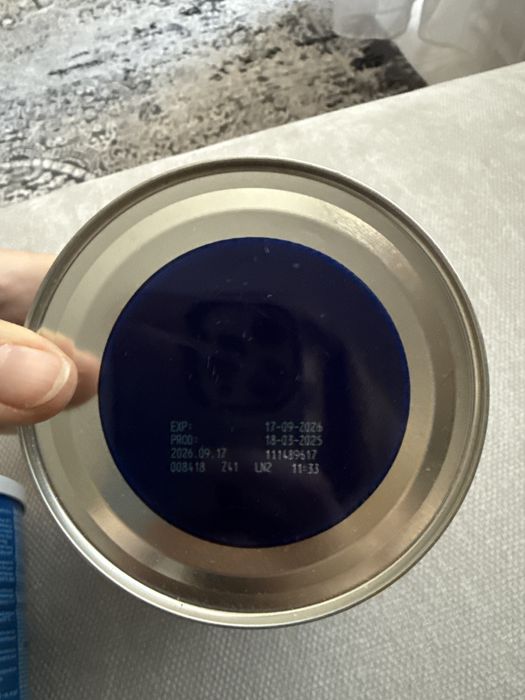 EXP: 17-09-2026
PROD: 18-03-2025
2026.09.17 111489617
008418 Z41 LN2 11:33